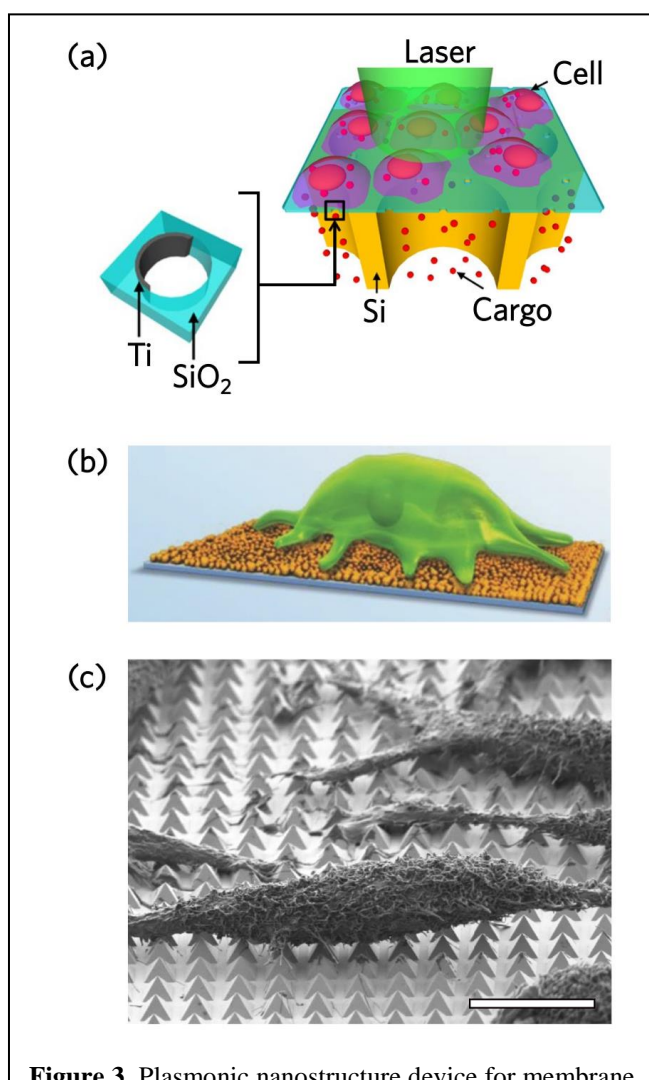 (a)
Laser
Cell
Ti
SiO₂
Si
Cargo
(b)
(c)
Figure 3. Plasmonic nanostructure device for membrane